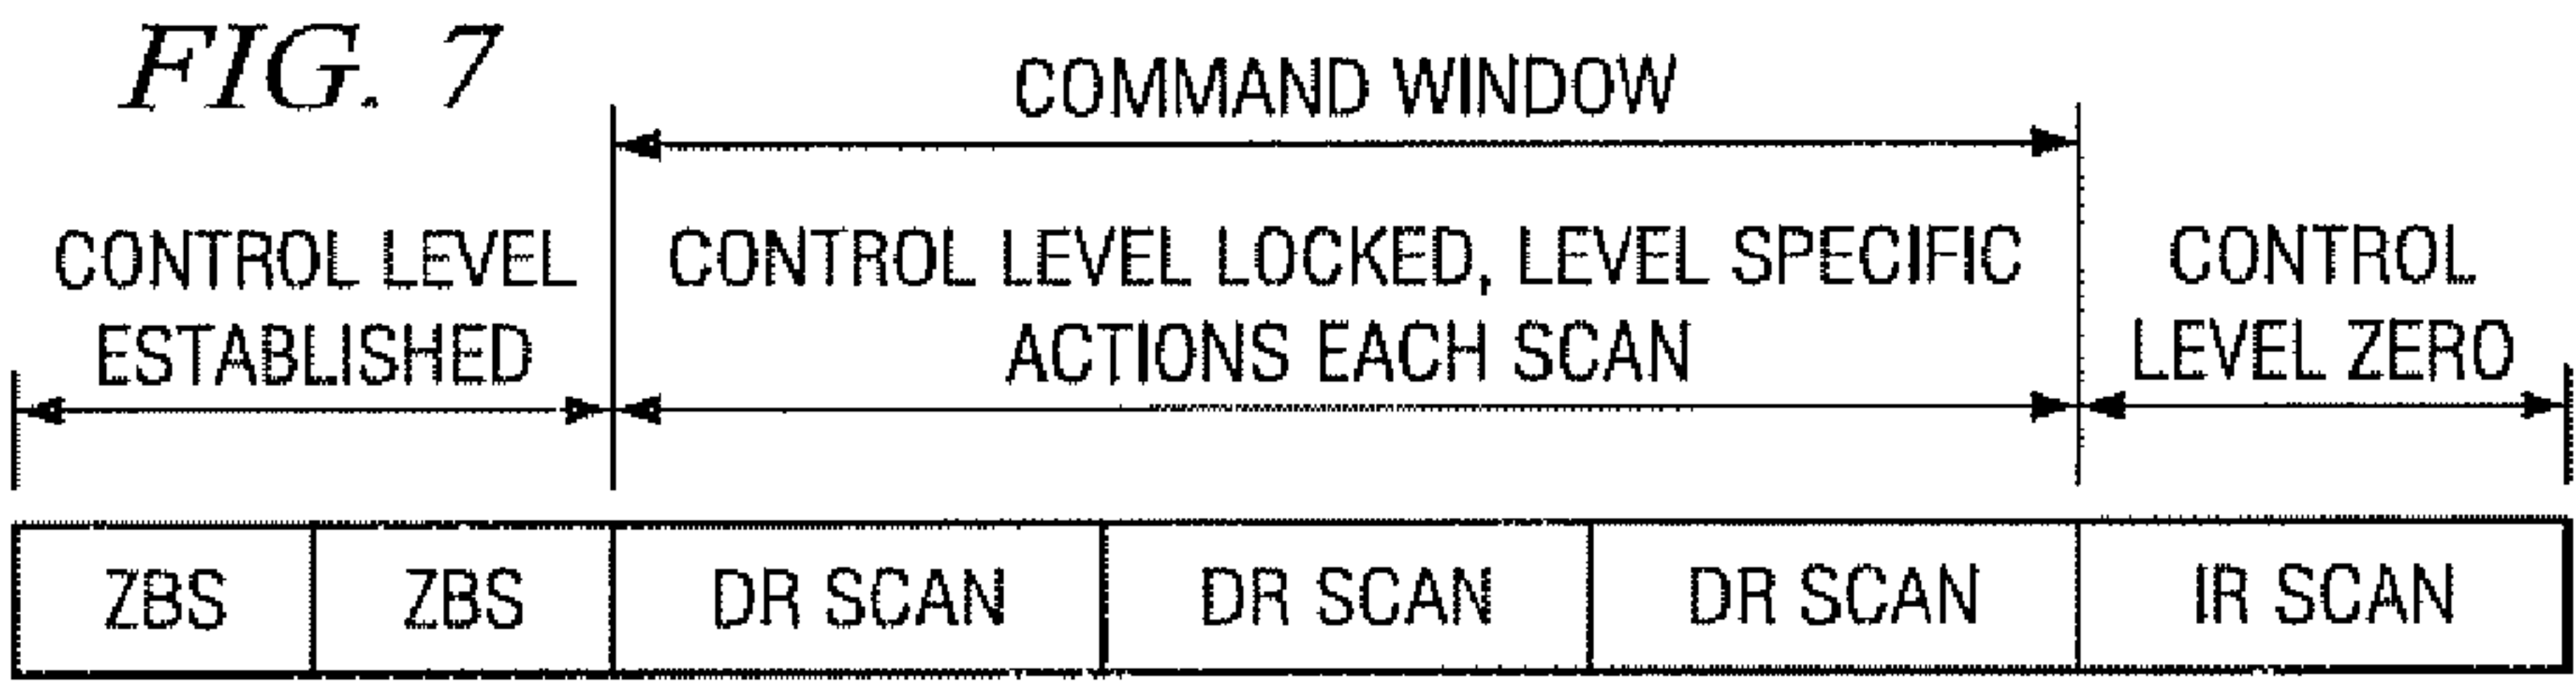 FIG. 7
COMMAND WINDOW
CONTROL LEVEL
ESTABLISHED
CONTROL LEVEL LOCKED, LEVEL SPECIFIC
ACTIONS EACH SCAN
CONTROL
LEVEL ZERO
ZBS ZBS DR SCAN DR SCAN DR SCAN IR SCAN